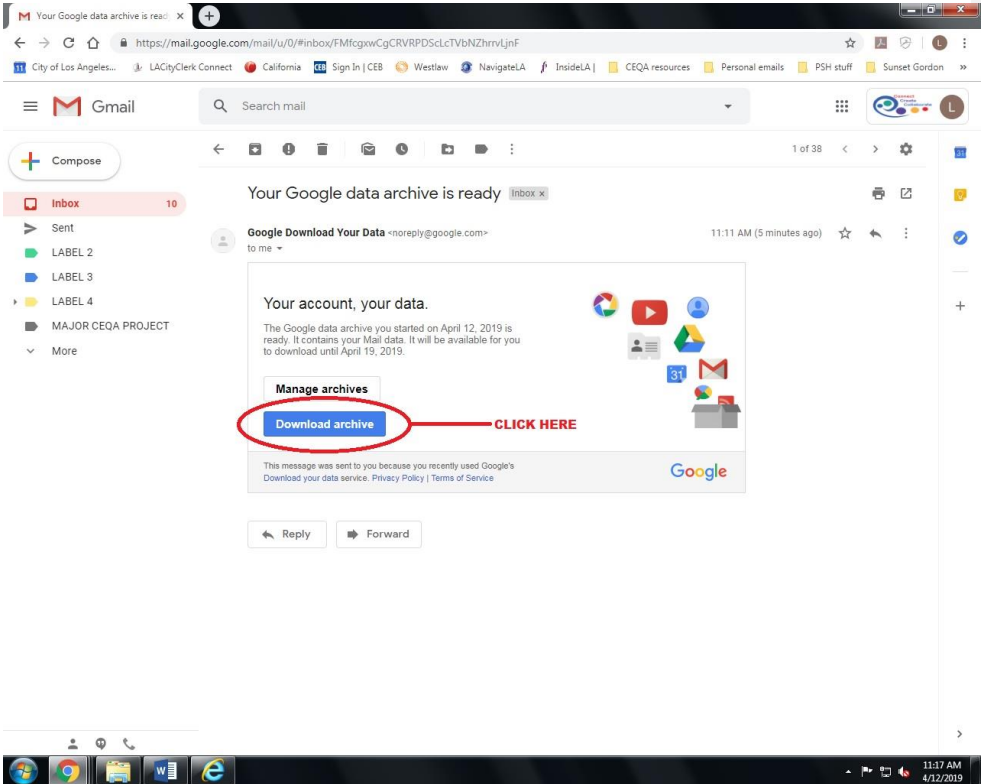 Your Google data archive is read
https://mail.google.com/mail/u/0/#inbox/FMfcgxwCgCRVRPDScLcTVbNZhrrvLjnF
City of Los Angeles... LACityClerk Connect California CEB Sign In | CEB Westlaw NavigateLA InsideLA | CEQA resources Personal emails PSH stuff Sunset Gordon »
Gmail
Search mail
L
Compose
1 of 38
31
Inbox 10
Sent
LABEL 2
LABEL 3
LABEL 4
MAJOR CEQA PROJECT
More
Your Google data archive is ready Inbox x
Google Download Your Data <noreply@google.com>
11:11 AM (5 minutes ago)
to me
Your account, your data.
The Google data archive you started on April 12, 2019 is
ready. It contains your Mail data. It will be available for you
to download until April 19, 2019.
31
Manage archives
Download archive
CLICK HERE
This message was sent to you because you recently used Google's
Download your data service. Privacy Policy | Terms of Service
Google
Reply
Forward
11:17 AM
4/12/2019